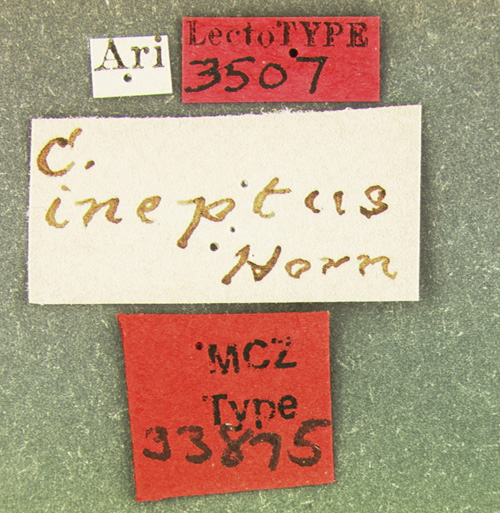 Ari
LectoTYPE
3507
C.
ineptus
Horn
MCZ
Type
33875